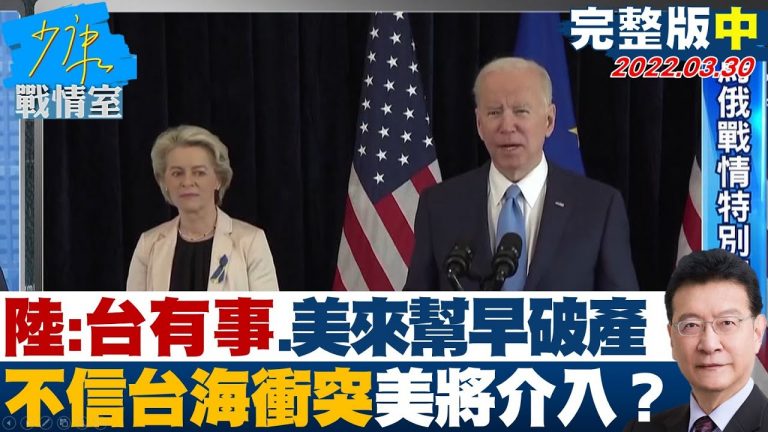 少康
戰情室
完整版中
2022.03.30
俄戰情特別
陸:台有事.美來幫早破產
不信台海衝突美將介入？